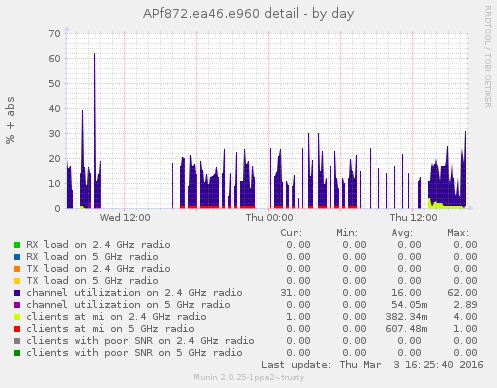 APf872.ea46.e960 detail - by day
RRDTOOL / TOBI OETIKER
% + abs
70
60
50
40
30
20
10
0
Wed 12:00 Thu 00:00 Thu 12:00
Cur: Min: Avg: Max:
RX load on 2.4 GHz radio 0.00 0.00 0.00 0.00
RX load on 5 GHz radio 0.00 0.00 0.00 0.00
TX load on 2.4 GHz radio 0.00 0.00 0.00 0.00
TX load on 5 GHz radio 0.00 0.00 0.00 0.00
channel utilization on 2.4 GHz radio 31.00 0.00 16.00 62.00
channel utilization on 5 GHz radio 0.00 0.00 54.05m 2.89
clients at mi on 2.4 GHz radio 1.00 0.00 382.34m 4.00
clients at mi on 5 GHz radio 0.00 0.00 607.48m 1.00
clients with poor SNR on 2.4 GHz radio 0.00 0.00 0.00 0.00
clients with poor SNR on 5 GHz radio 0.00 0.00 0.00 0.00
Last update: Thu Mar 3 16:25:40 2016
Munin 2.0.25-1ppa2~trusty